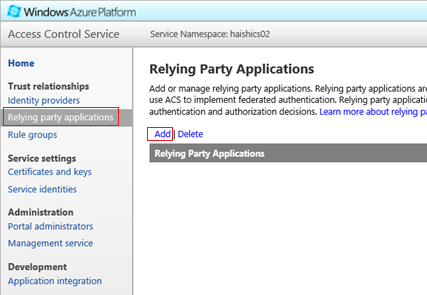 Windows Azure Platform
Access Control Service
Service Namespace: haishics02
Home
Trust relationships
Identity providers
Relying party applications
Rule groups
Service settings
Certificates and keys
Service identities
Administration
Portal administrators
Management service
Development
Application integration
Relying Party Applications
Add or manage relying party applications. Relying party applications are
use ACS to implement federated authentication. Relying party applicatio
authentication and authorization decisions. Learn more about relying pa
Add | Delete
Relying Party Applications